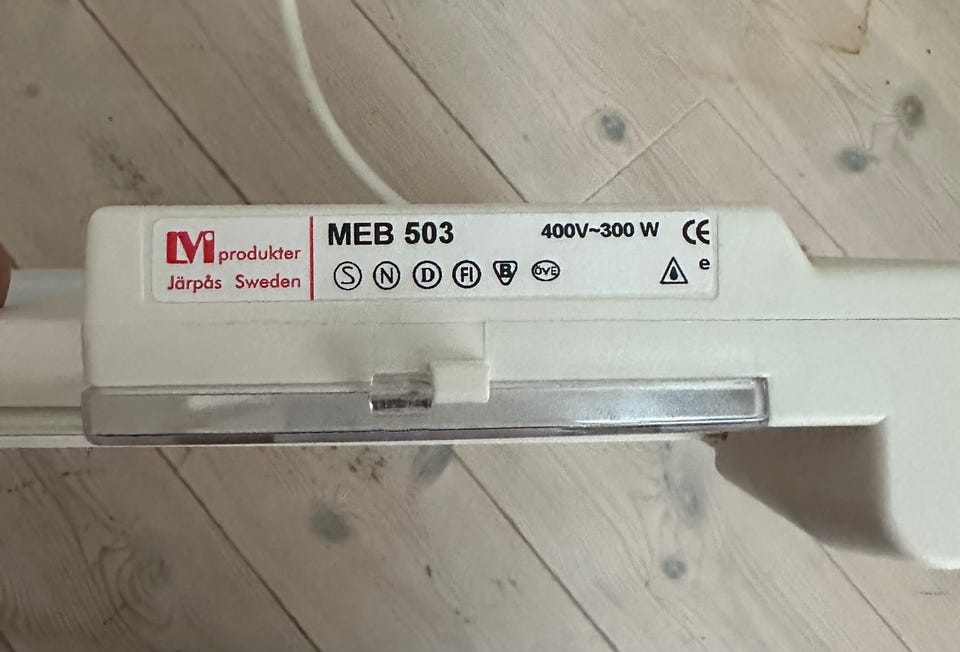 LVi produkter
Järpås Sweden
MEB 503
400V~300 W CE
S N D FI B ÖVE
e